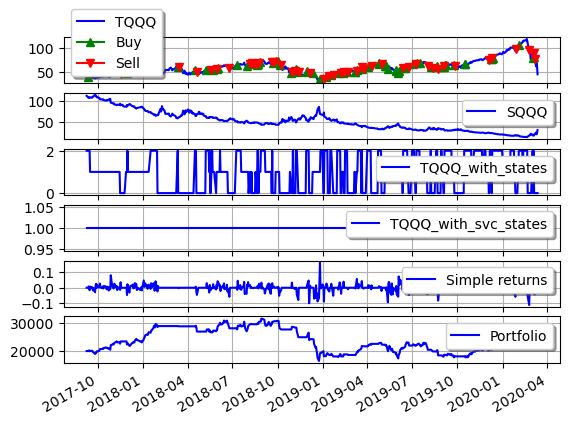 TQQQ
Buy
Sell
100
50
SQQQ
100
50
TQQQ_with_states
2
0
TQQQ_with_svc_states
1.05
1.00
0.95
Simple returns
0.1
0.0
−0.1
Portfolio
30000
20000
2017-10 2018-01 2018-04 2018-07 2018-10 2019-01 2019-04 2019-07 2019-10 2020-01 2020-04